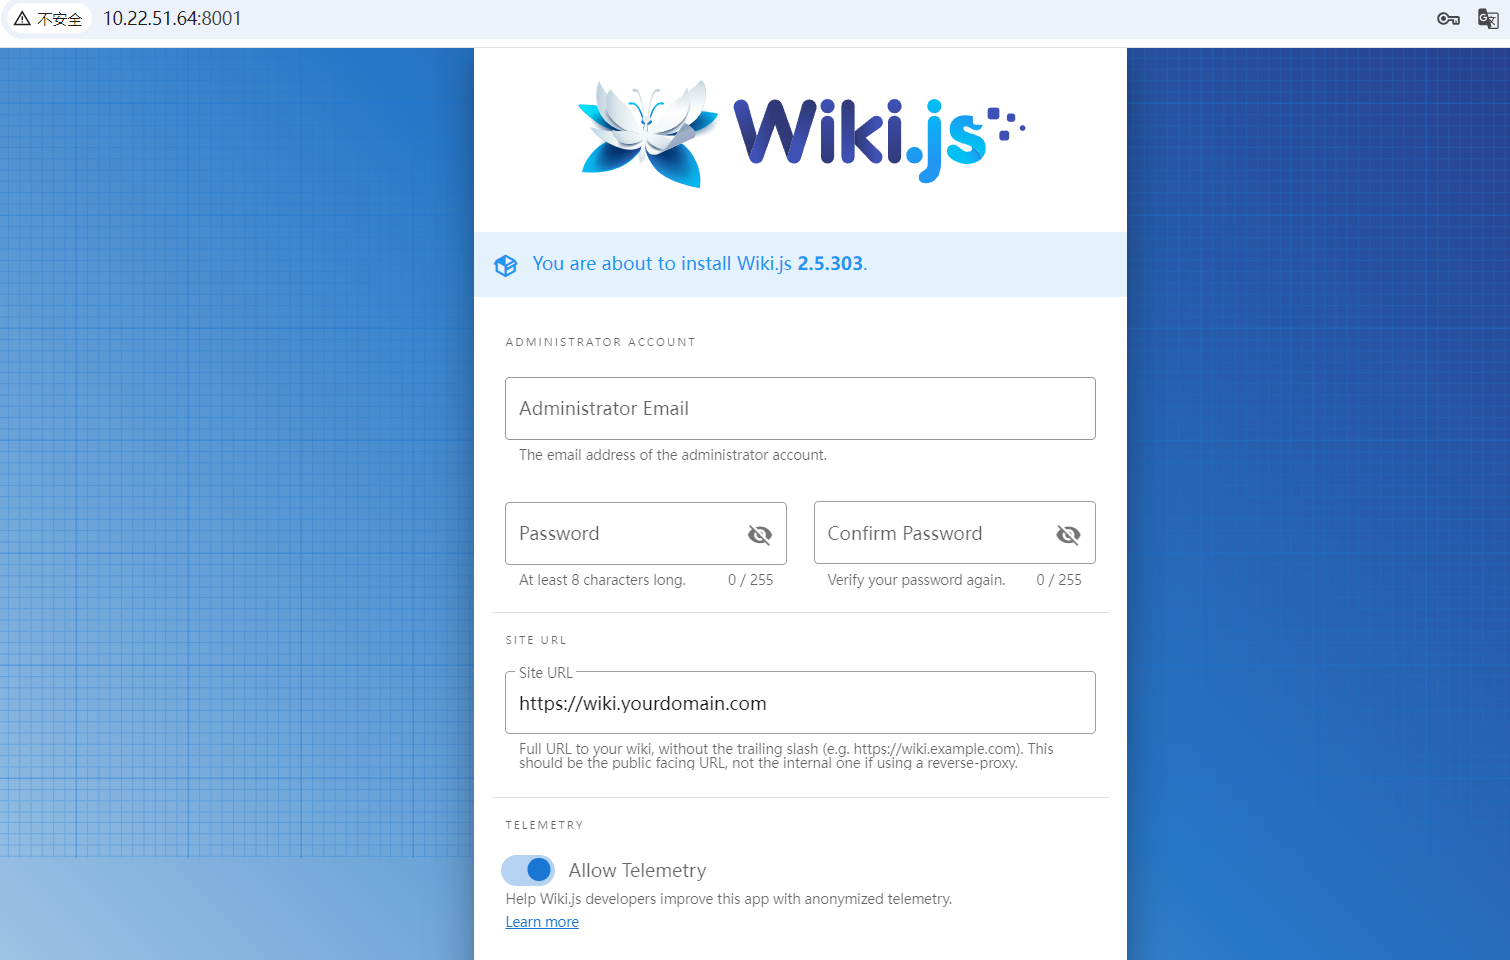 不安全 10.22.51.64:8001
Wiki.js
You are about to install Wiki.js 2.5.303.
ADMINISTRATOR ACCOUNT
Administrator Email
The email address of the administrator account.
Password Confirm Password
At least 8 characters long. 0 / 255 Verify your password again. 0 / 255
SITE URL
Site URL
https://wiki.yourdomain.com
Full URL to your wiki, without the trailing slash (e.g. https://wiki.example.com). This
should be the public facing URL, not the internal one if using a reverse-proxy.
TELEMETRY
Allow Telemetry
Help Wiki.js developers improve this app with anonymized telemetry.
Learn more